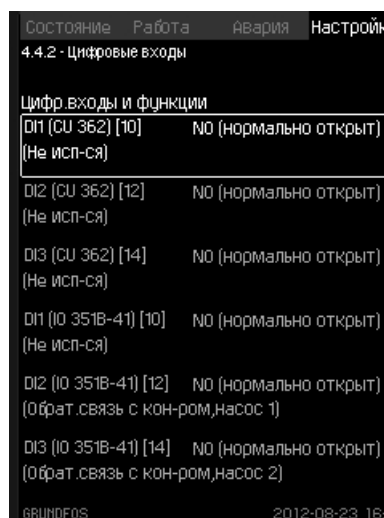 Состояние Работа Авария Настройк
4.4.2 - Цифровые входы
Цифр.входы и функции
DI1 (CU 362) [10] NO (нормально открыт)
(Не исп-ся)
DI2 (CU 362) [12] NO (нормально открыт)
(Не исп-ся)
DI3 (CU 362) [14] NO (нормально открыт)
(Не исп-ся)
DI1 (IO 351B-41) [10] NO (нормально открыт)
(Не исп-ся)
DI2 (IO 351B-41) [12] NO (нормально открыт)
(Обрат.связь с кон-ром,насос 1)
DI3 (IO 351B-41) [14] NO (нормально открыт)
(Обрат.связь с кон-ром,насос 2)
GRUNDFOS 2012-08-23 16